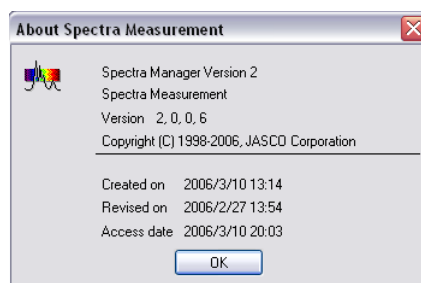 About Spectra Measurement
Spectra Manager Version 2
Spectra Measurement
Version 2, 0, 0, 6
Copyright (C) 1998-2006, JASCO Corporation
Created on 2006/3/10 13:14
Revised on 2006/2/27 13:54
Access date 2006/3/10 20:03
OK